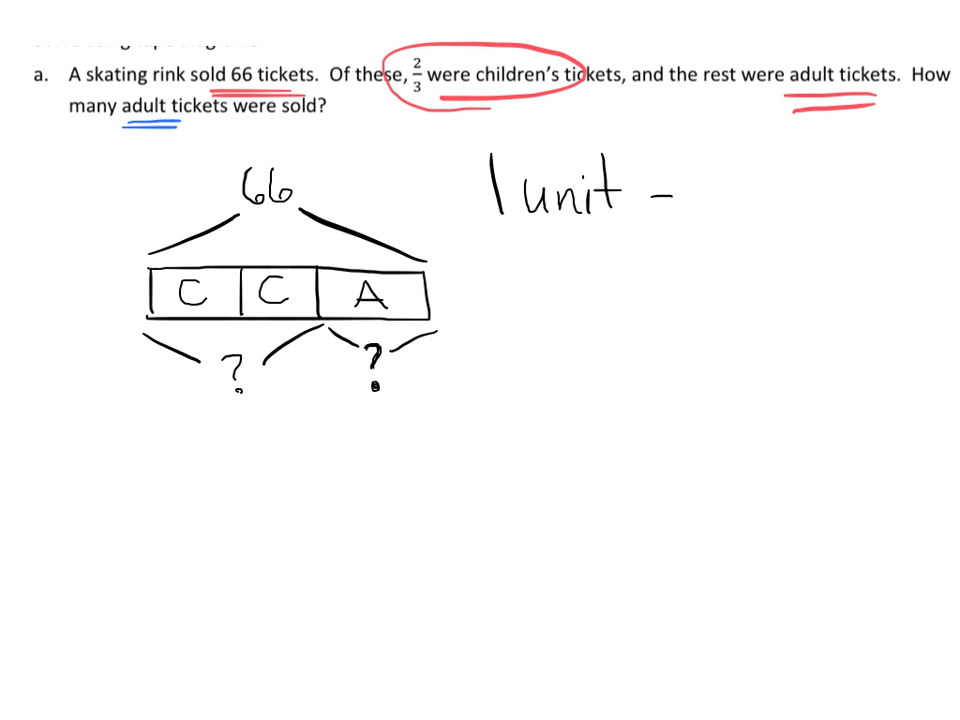 a. A skating rink sold 66 tickets. Of these, 2/3 were children's tickets, and the rest were adult tickets. How
many adult tickets were sold?
66
1 unit -
C C A
? ?